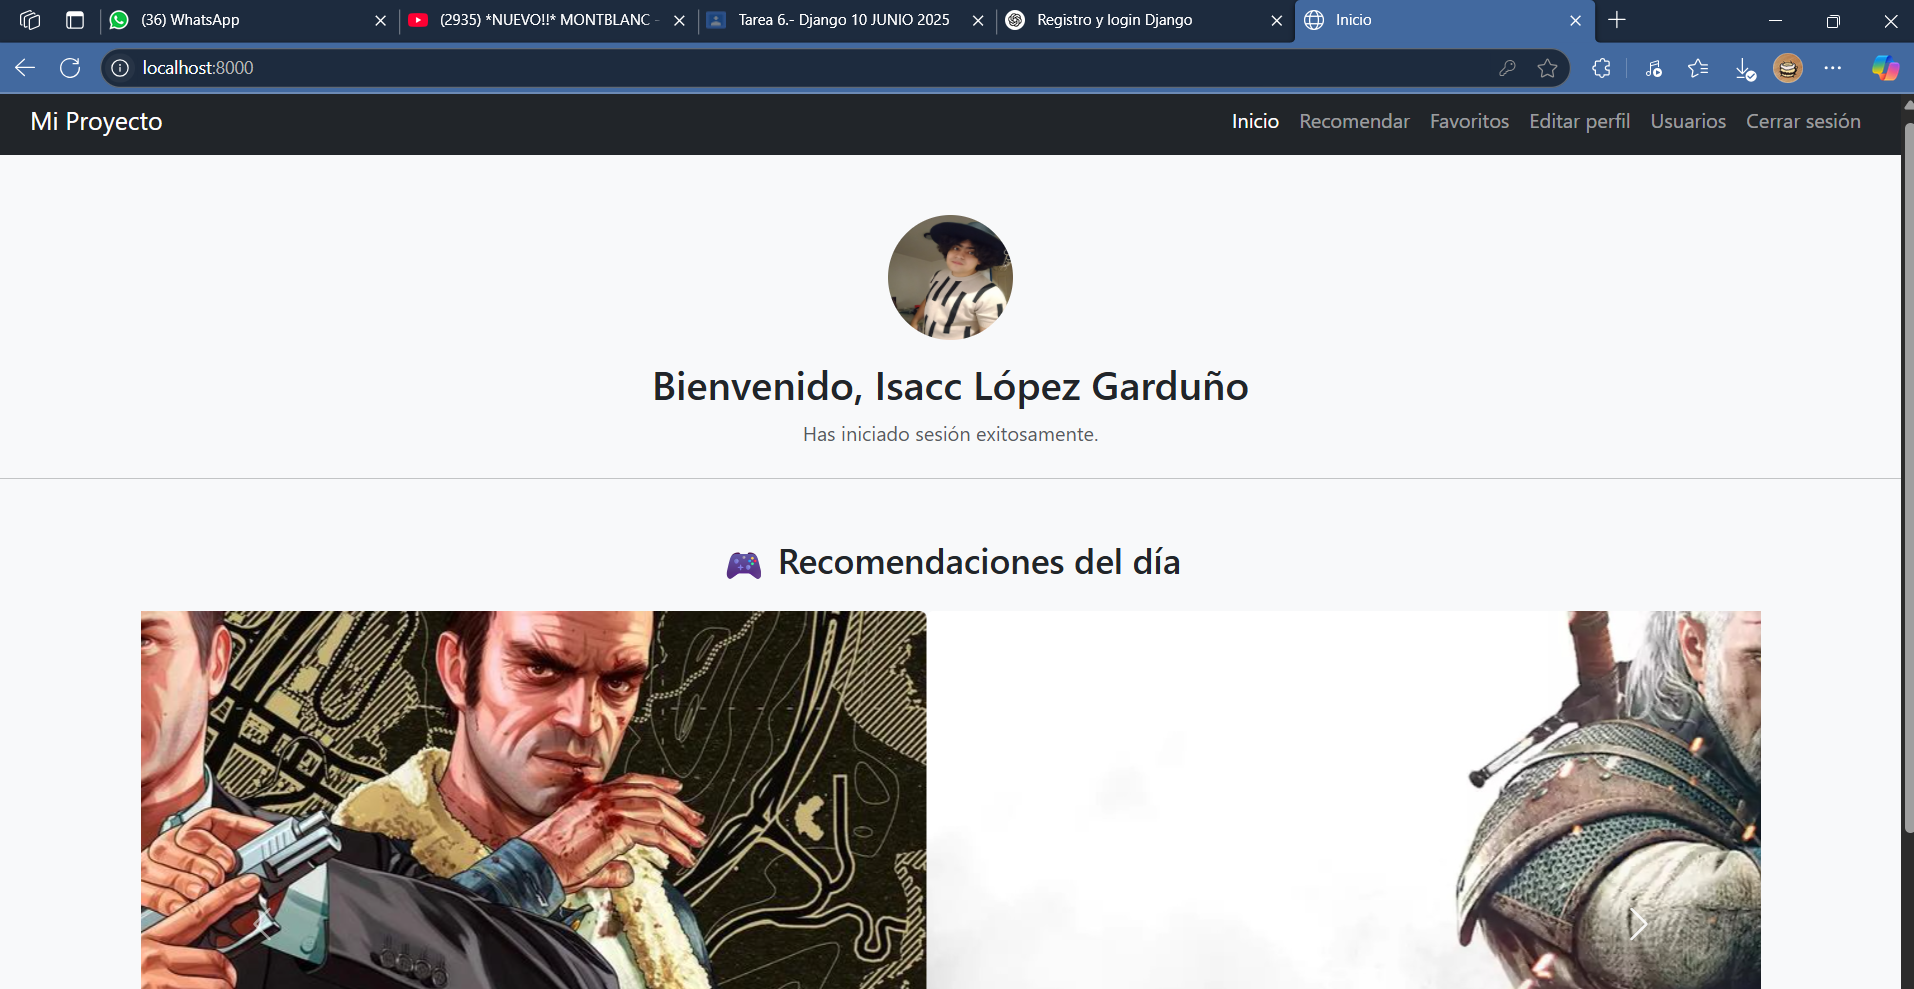 (36) WhatsApp
(2935) *NUEVO!!* MONTBLANC -
Tarea 6.- Django 10 JUNIO 2025
Registro y login Django
Inicio
localhost:8000
Mi Proyecto
Inicio Recomendar Favoritos Editar perfil Usuarios Cerrar sesión
Bienvenido, Isacc López Garduño
Has iniciado sesión exitosamente.
🎮 Recomendaciones del día